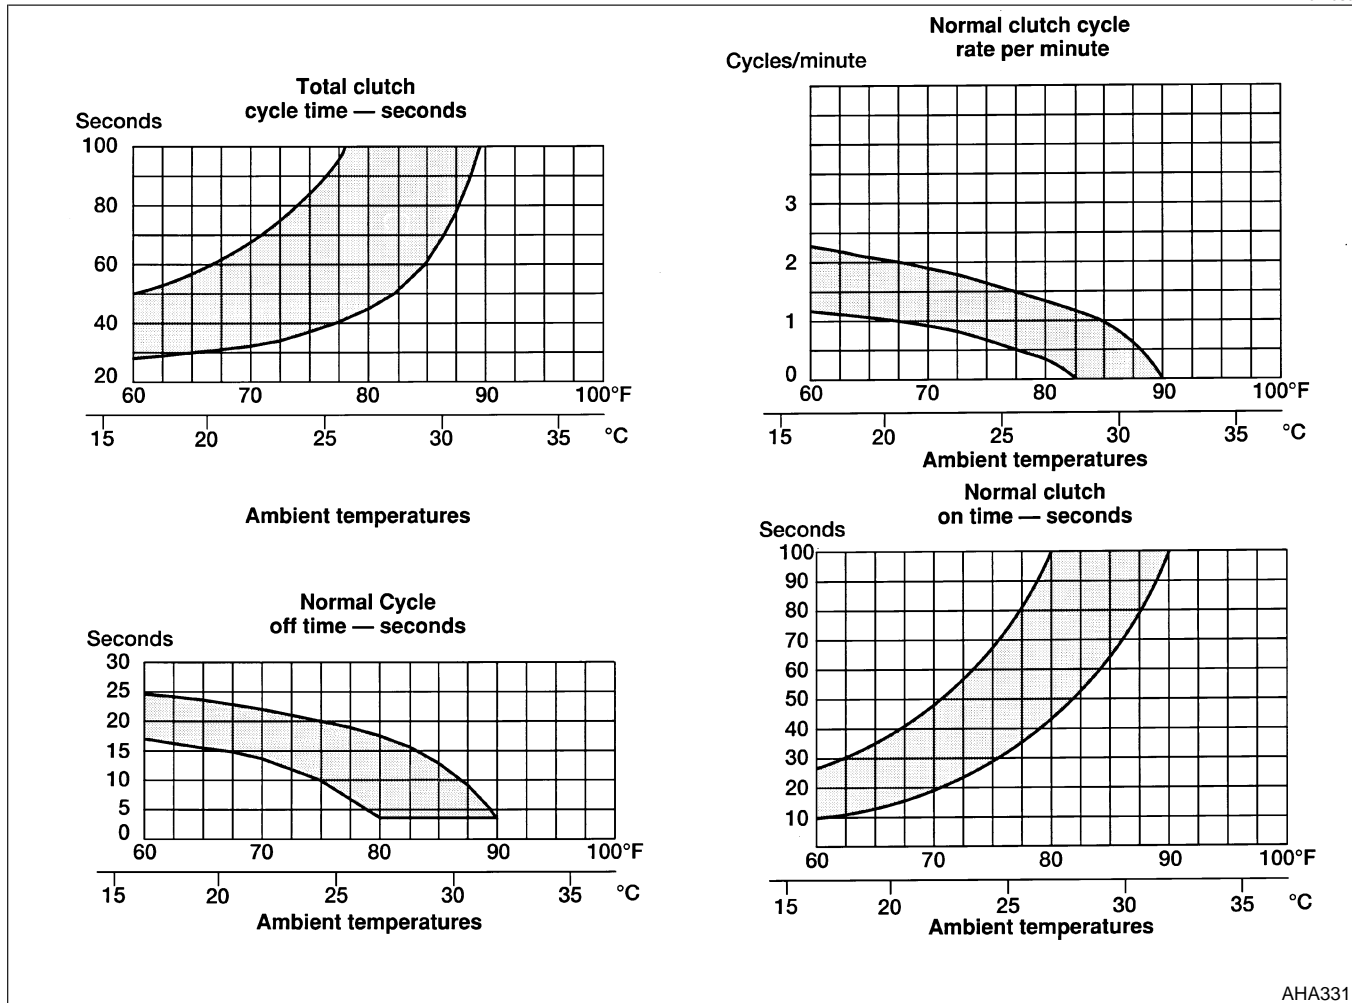 Total clutch
cycle time — seconds
Seconds
100
80
60
40
20
60 70 80 90 100°F
15 20 25 30 35 °C
Ambient temperatures
Normal clutch cycle
rate per minute
Cycles/minute
3
2
1
0
60 70 80 90 100°F
15 20 25 30 35 °C
Ambient temperatures
Normal Cycle
off time — seconds
Seconds
30
25
20
15
10
5
0
60 70 80 90 100°F
15 20 25 30 35 °C
Ambient temperatures
Normal clutch
on time — seconds
Seconds
100
90
80
70
60
50
40
30
20
10
60 70 80 90 100°F
15 20 25 30 35 °C
Ambient temperatures
AHA331